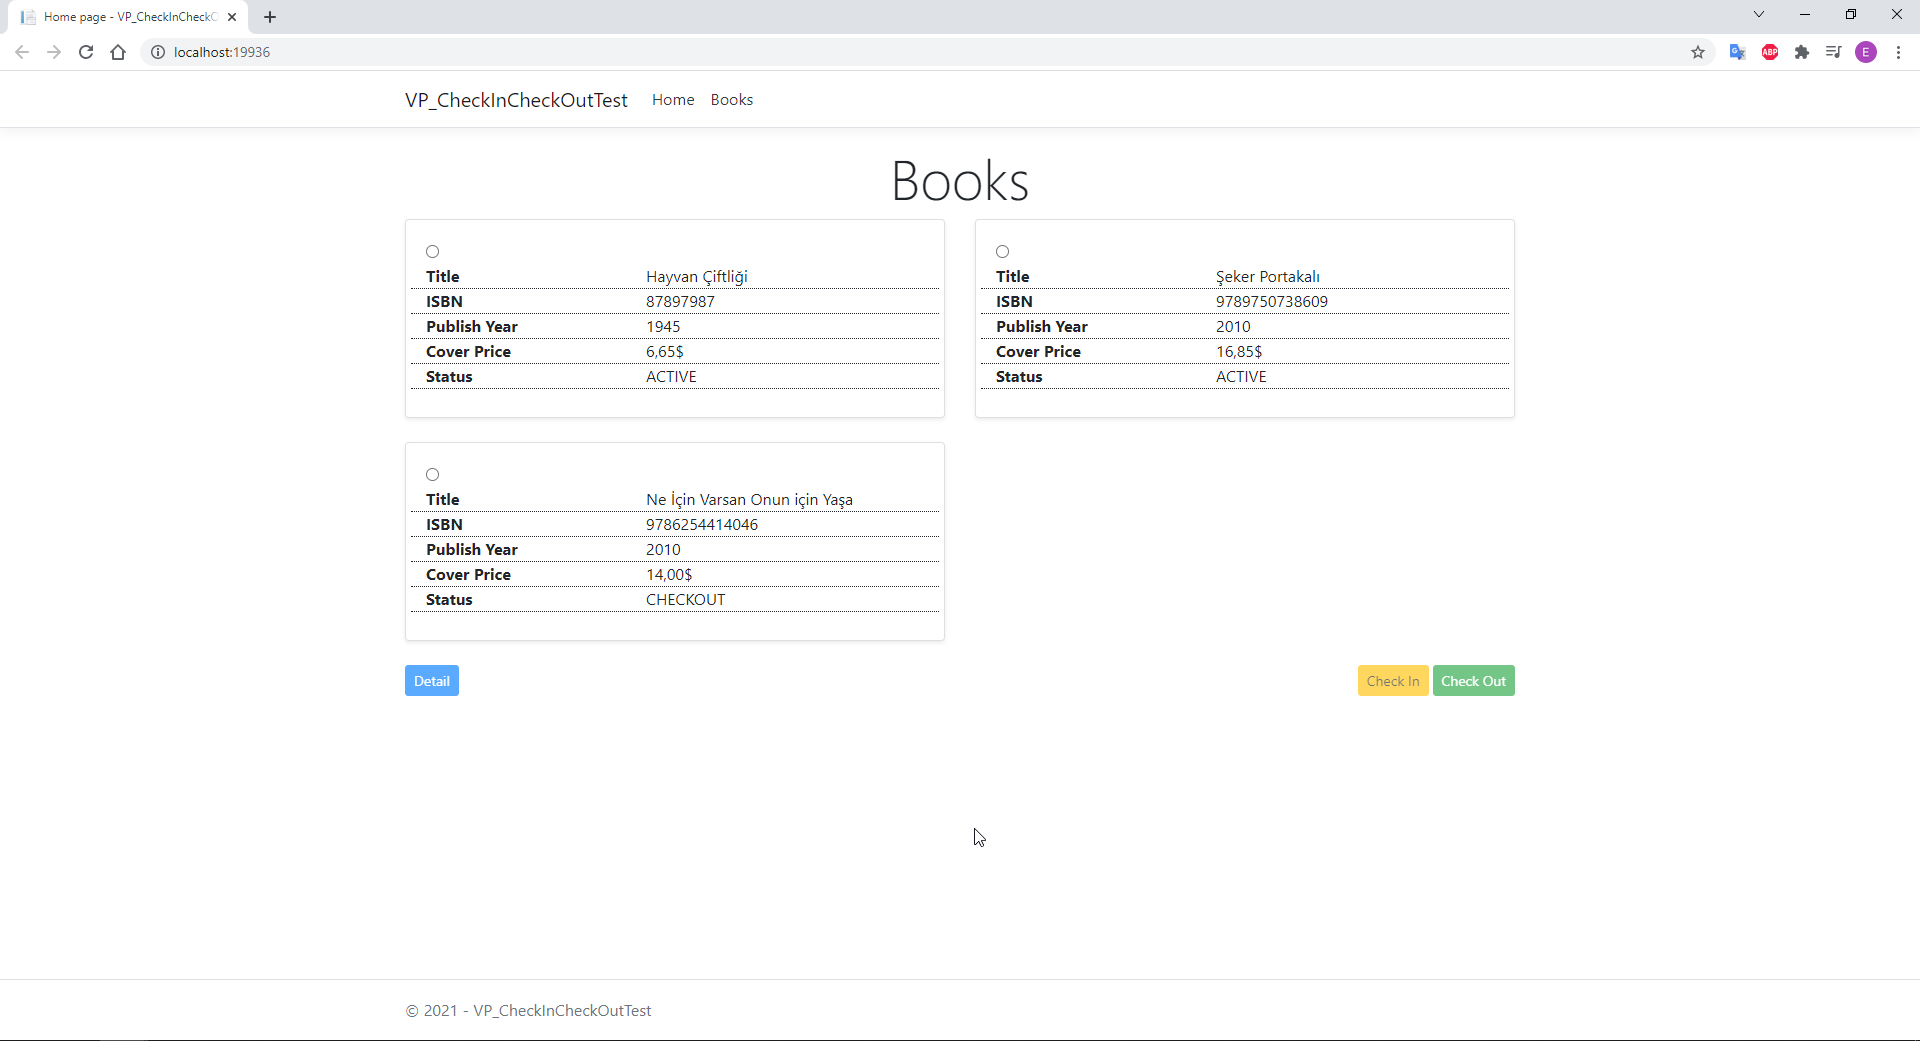 Home page - VP_CheckInCheckO
localhost:19936
ABP
E
VP_CheckInCheckOutTest Home Books
Books
Title Hayvan Çiftliği
ISBN 87897987
Publish Year 1945
Cover Price 6,65$
Status ACTIVE
Title Şeker Portakalı
ISBN 9789750738609
Publish Year 2010
Cover Price 16,85$
Status ACTIVE
Title Ne İçin Varsan Onun için Yaşa
ISBN 9786254414046
Publish Year 2010
Cover Price 14,00$
Status CHECKOUT
Detail
Check In Check Out
© 2021 - VP_CheckInCheckOutTest